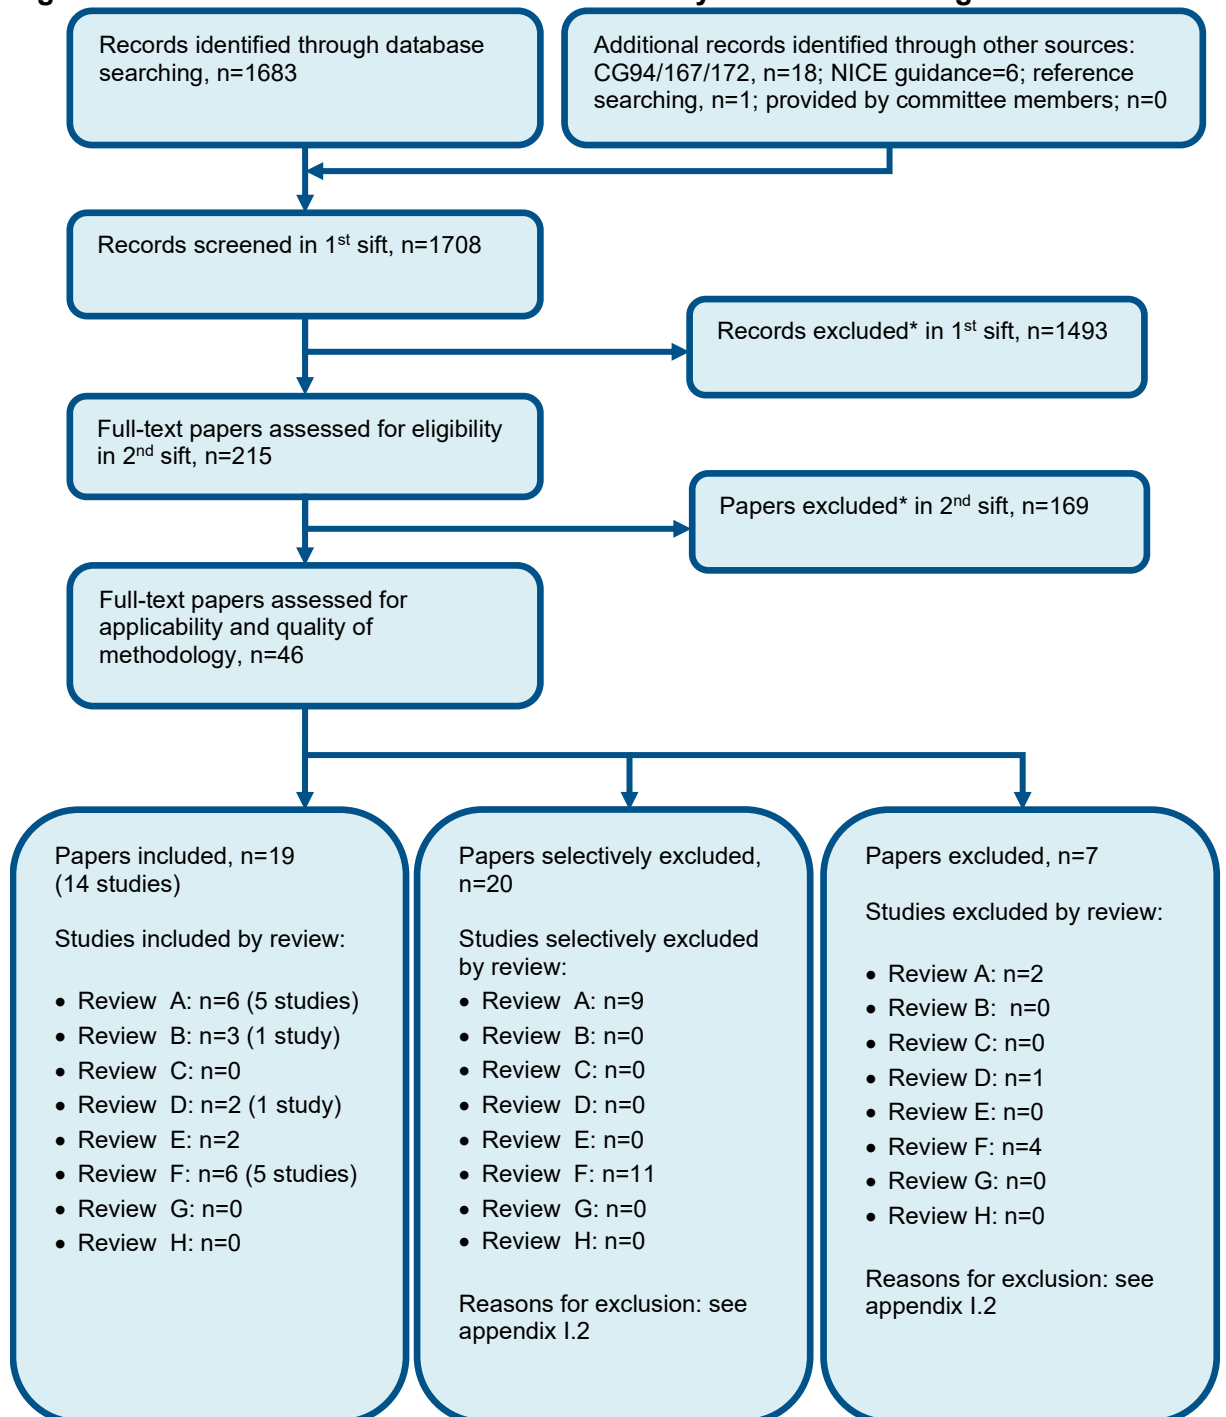 Records identified through database
searching, n=1683
Additional records identified through other sources:
CG94/167/172, n=18; NICE guidance=6; reference
searching, n=1; provided by committee members; n=0
Records screened in 1st sift, n=1708
Records excluded* in 1st sift, n=1493
Full-text papers assessed for eligibility
in 2nd sift, n=215
Papers excluded* in 2nd sift, n=169
Full-text papers assessed for
applicability and quality of
methodology, n=46
Papers included, n=19
(14 studies)
Studies included by review:
• Review A: n=6 (5 studies)
• Review B: n=3 (1 study)
• Review C: n=0
• Review D: n=2 (1 study)
• Review E: n=2
• Review F: n=6 (5 studies)
• Review G: n=0
• Review H: n=0
Papers selectively excluded,
n=20
Studies selectively excluded
by review:
• Review A: n=9
• Review B: n=0
• Review C: n=0
• Review D: n=0
• Review E: n=0
• Review F: n=11
• Review G: n=0
• Review H: n=0
Reasons for exclusion: see
appendix I.2
Papers excluded, n=7
Studies excluded by review:
• Review A: n=2
• Review B: n=0
• Review C: n=0
• Review D: n=1
• Review E: n=0
• Review F: n=4
• Review G: n=0
• Review H: n=0
Reasons for exclusion: see
appendix I.2